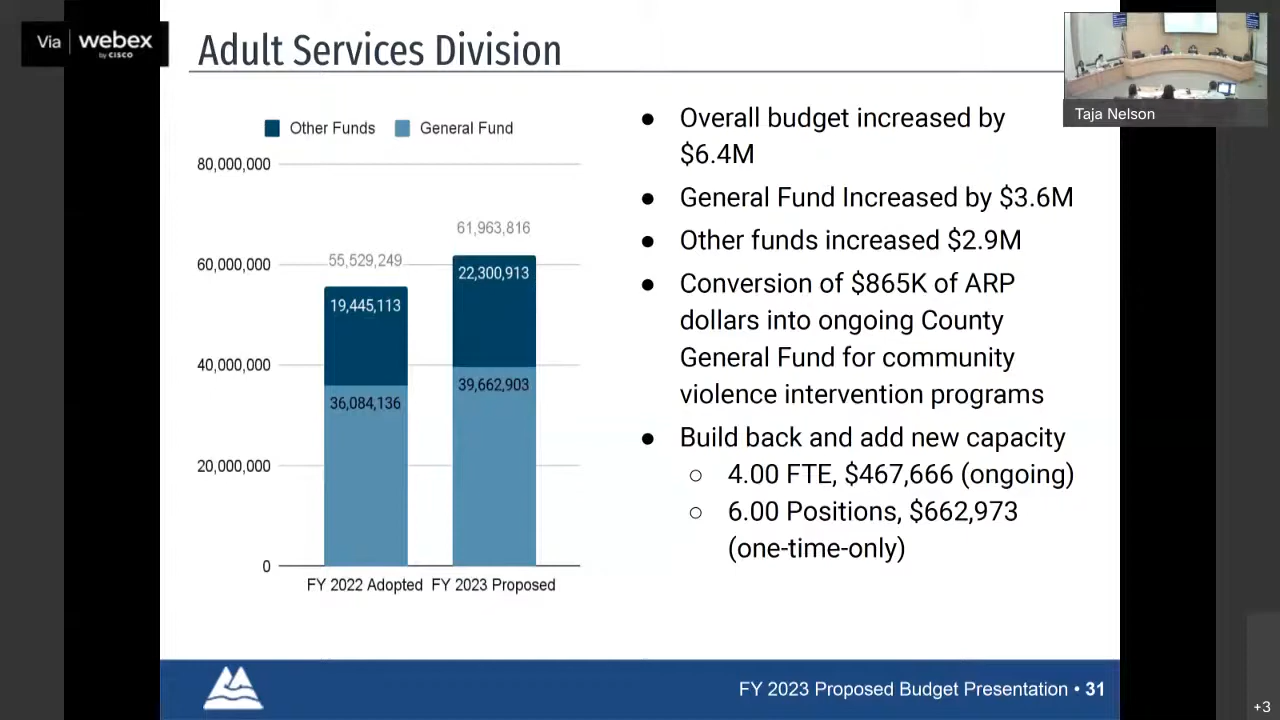 Via webex
by CISCO
Adult Services Division
Taja Nelson
Other Funds General Fund
80,000,000
60,000,000
40,000,000
20,000,000
0
55,529,249
19,445,113
36,084,136
61,963,816
22,300,913
39,662,903
FY 2022 Adopted FY 2023 Proposed
● Overall budget increased by
$6.4M
● General Fund Increased by $3.6M
● Other funds increased $2.9M
● Conversion of $865K of ARP
dollars into ongoing County
General Fund for community
violence intervention programs
● Build back and add new capacity
○ 4.00 FTE, $467,666 (ongoing)
○ 6.00 Positions, $662,973
(one-time-only)
FY 2023 Proposed Budget Presentation • 31
+3